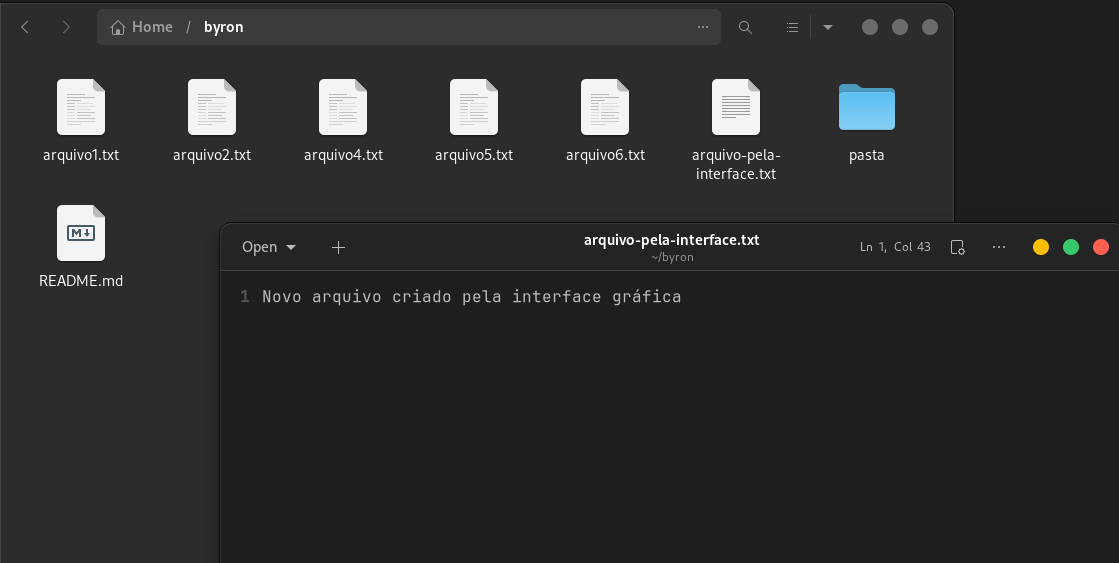 Home / byron
arquivo1.txt arquivo2.txt arquivo4.txt arquivo5.txt arquivo6.txt arquivo-pela-interface.txt pasta
README.md
Open
arquivo-pela-interface.txt
~/byron
Ln 1, Col 43
1 Novo arquivo criado pela interface gráfica